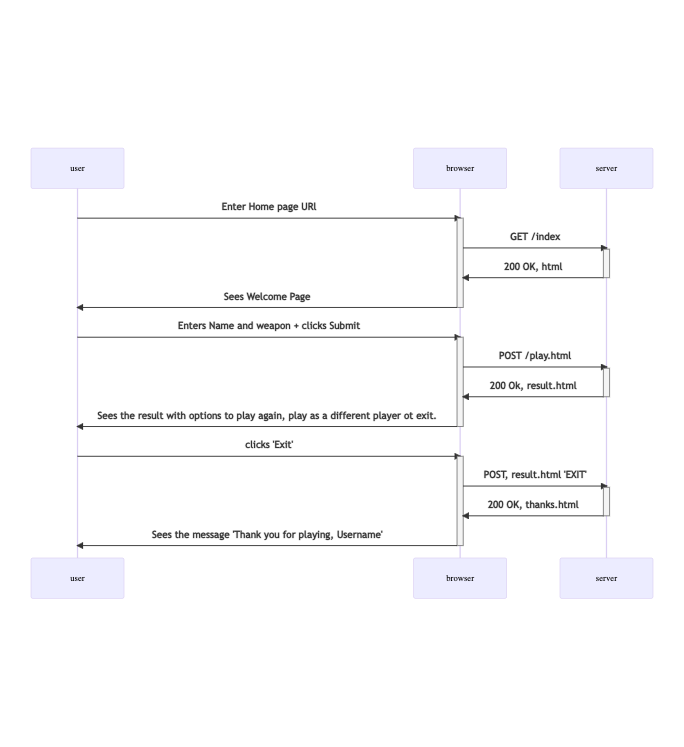 user
browser
server
Enter Home page URl
GET /index
200 OK, html
Sees Welcome Page
Enters Name and weapon + clicks Submit
POST /play.html
200 Ok, result.html
Sees the result with options to play again, play as a different player ot exit.
clicks 'Exit'
POST, result.html 'EXIT'
200 OK, thanks.html
Sees the message 'Thank you for playing, Username'
user
browser
server